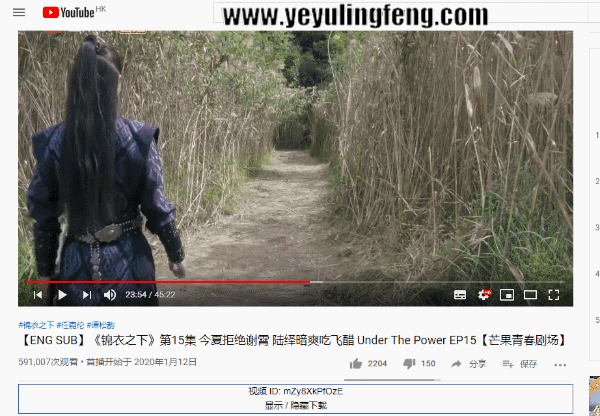 YouTube HK
www.yeyulingfeng.com
23:54 / 45:22
#锦衣之下 #任嘉伦 #谭松韵
【ENG SUB】《锦衣之下》第15集 今夏拒绝谢霄 陆绎暗爽吃飞醋 Under The Power EP15【芒果青春剧场】
591,007次观看 • 首播开始于 2020年1月12日
2204 150 分享 保存
视频 ID: mZy8XkPfOzE
显示 / 隐藏下载